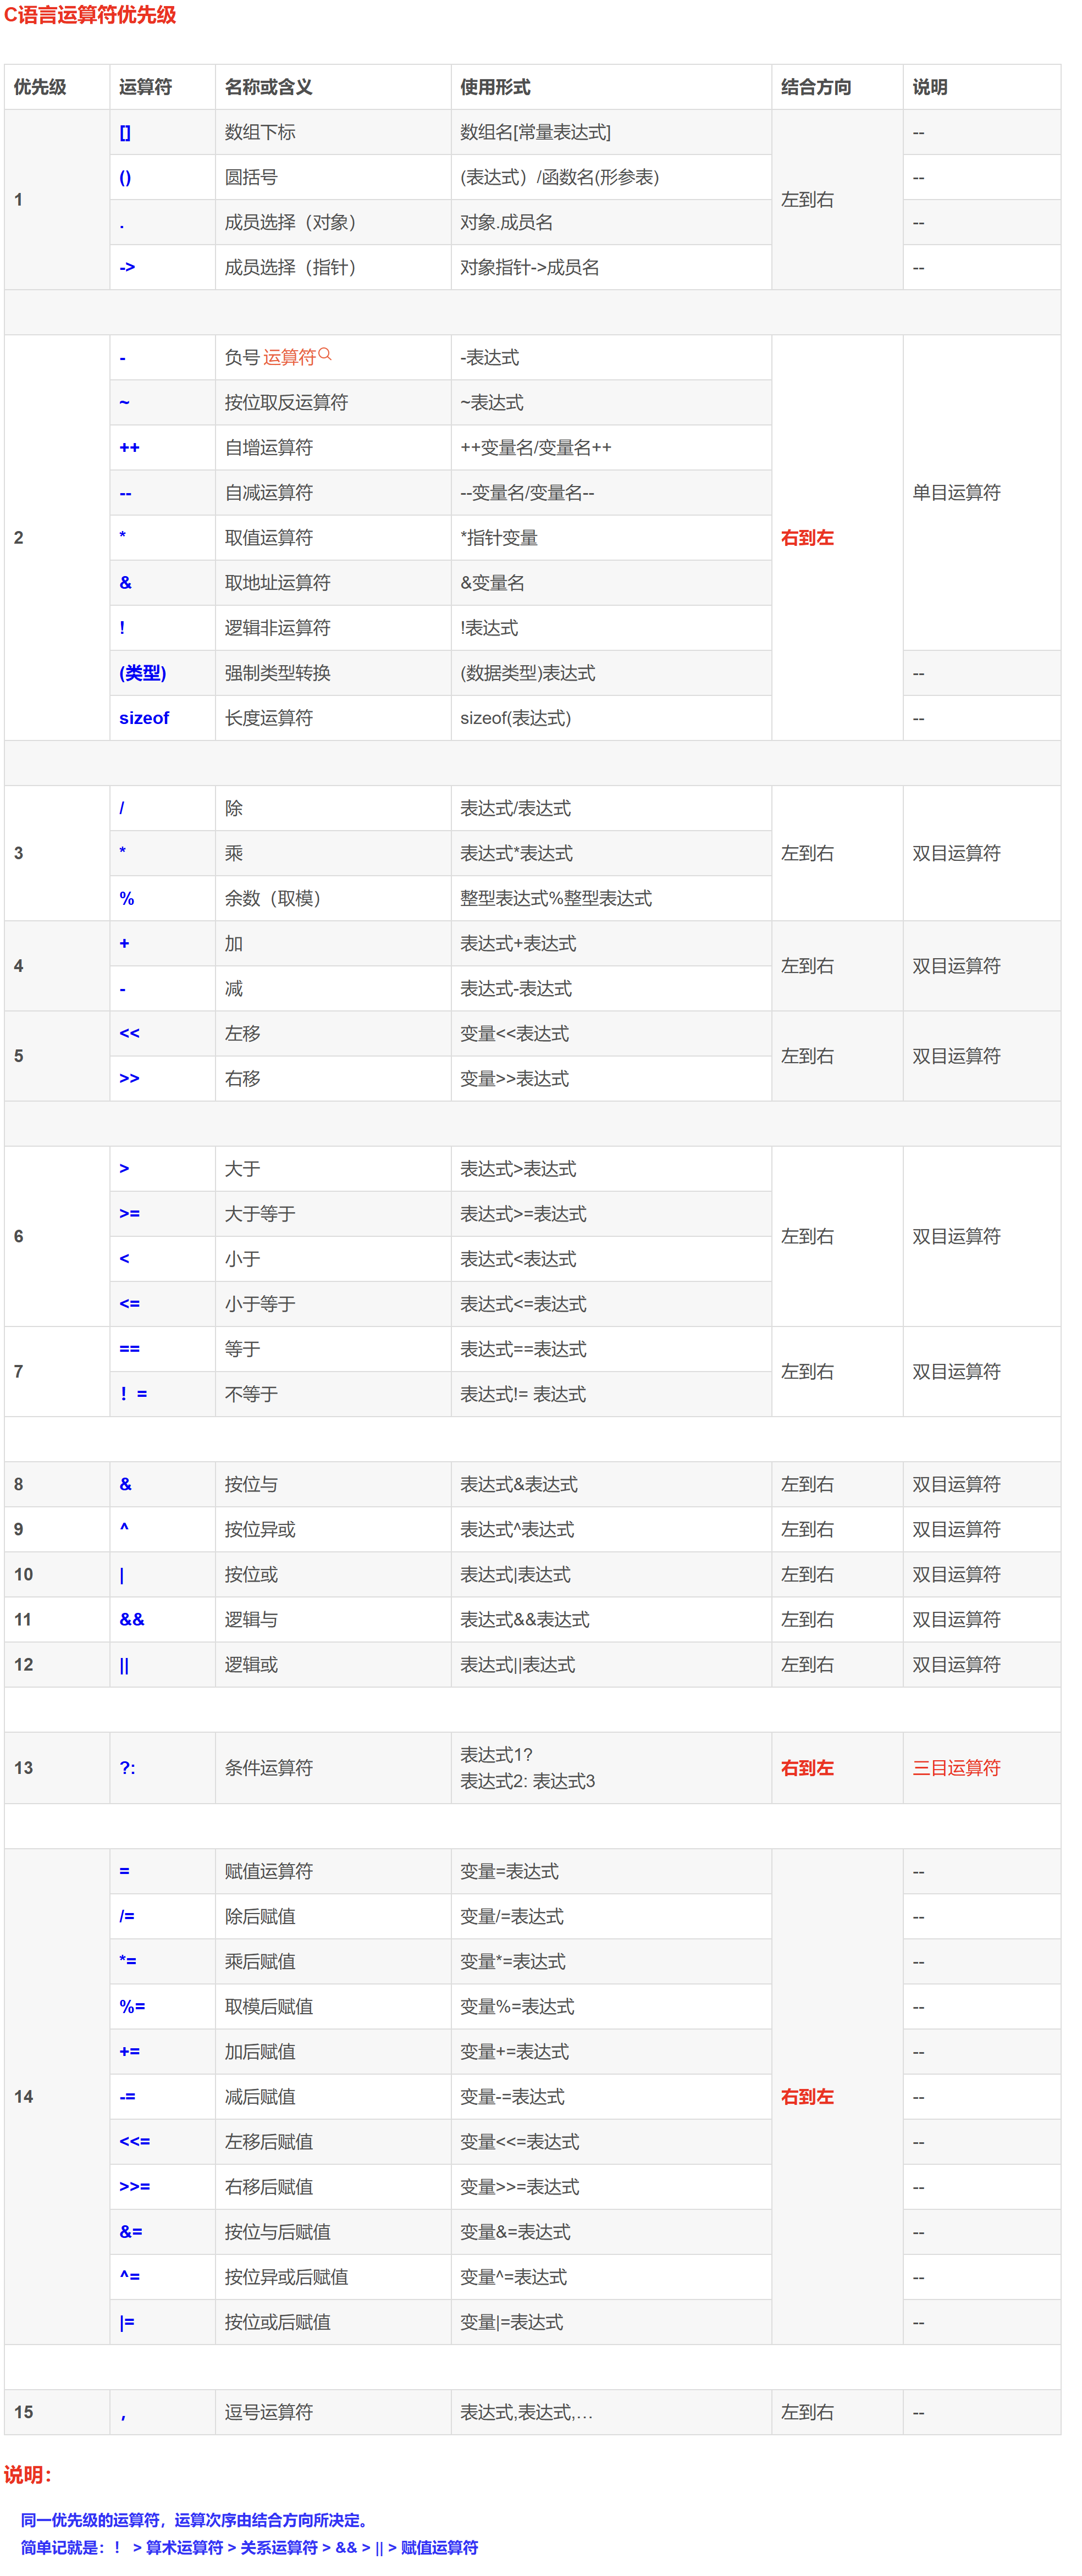 C语言运算符优先级
优先级 运算符 名称或含义 使用形式 结合方向 说明
1 [] 数组下标 数组名[常量表达式] 左到右 --
() 圆括号 (表达式）/函数名(形参表) --
. 成员选择（对象） 对象.成员名 --
-> 成员选择（指针） 对象指针->成员名 --
2 - 负号 运算符 -表达式 右到左 单目运算符
~ 按位取反运算符 ~表达式
++ 自增运算符 ++变量名/变量名++
-- 自减运算符 --变量名/变量名--
* 取值运算符 *指针变量
& 取地址运算符 &变量名
! 逻辑非运算符 !表达式
(类型) 强制类型转换 (数据类型)表达式 --
sizeof 长度运算符 sizeof(表达式) --
3 / 除 表达式/表达式 左到右 双目运算符
* 乘 表达式*表达式
% 余数（取模） 整型表达式%整型表达式
4 + 加 表达式+表达式 左到右 双目运算符
- 减 表达式-表达式
5 << 左移 变量<<表达式 左到右 双目运算符
>> 右移 变量>>表达式
6 > 大于 表达式>表达式 左到右 双目运算符
>= 大于等于 表达式>=表达式
< 小于 表达式<表达式
<= 小于等于 表达式<=表达式
7 == 等于 表达式==表达式 左到右 双目运算符
！= 不等于 表达式!= 表达式
8 & 按位与 表达式&表达式 左到右 双目运算符
9 ^ 按位异或 表达式^表达式 左到右 双目运算符
10 | 按位或 表达式|表达式 左到右 双目运算符
11 && 逻辑与 表达式&&表达式 左到右 双目运算符
12 || 逻辑或 表达式||表达式 左到右 双目运算符
13 ?: 条件运算符 表达式1? 右到左 三目运算符
表达式2: 表达式3
14 = 赋值运算符 变量=表达式 右到左 --
/= 除后赋值 变量/=表达式 --
*= 乘后赋值 变量*=表达式 --
%= 取模后赋值 变量%=表达式 --
+= 加后赋值 变量+=表达式 --
-= 减后赋值 变量-=表达式 --
<<= 左移后赋值 变量<<=表达式 --
>>= 右移后赋值 变量>>=表达式 --
&= 按位与后赋值 变量&=表达式 --
^= 按位异或后赋值 变量^=表达式 --
|= 按位或后赋值 变量|=表达式 --
15 ， 逗号运算符 表达式,表达式,… 左到右 --
说明：
同一优先级的运算符，运算次序由结合方向所决定。
简单记就是：！ > 算术运算符 > 关系运算符 > && > || > 赋值运算符